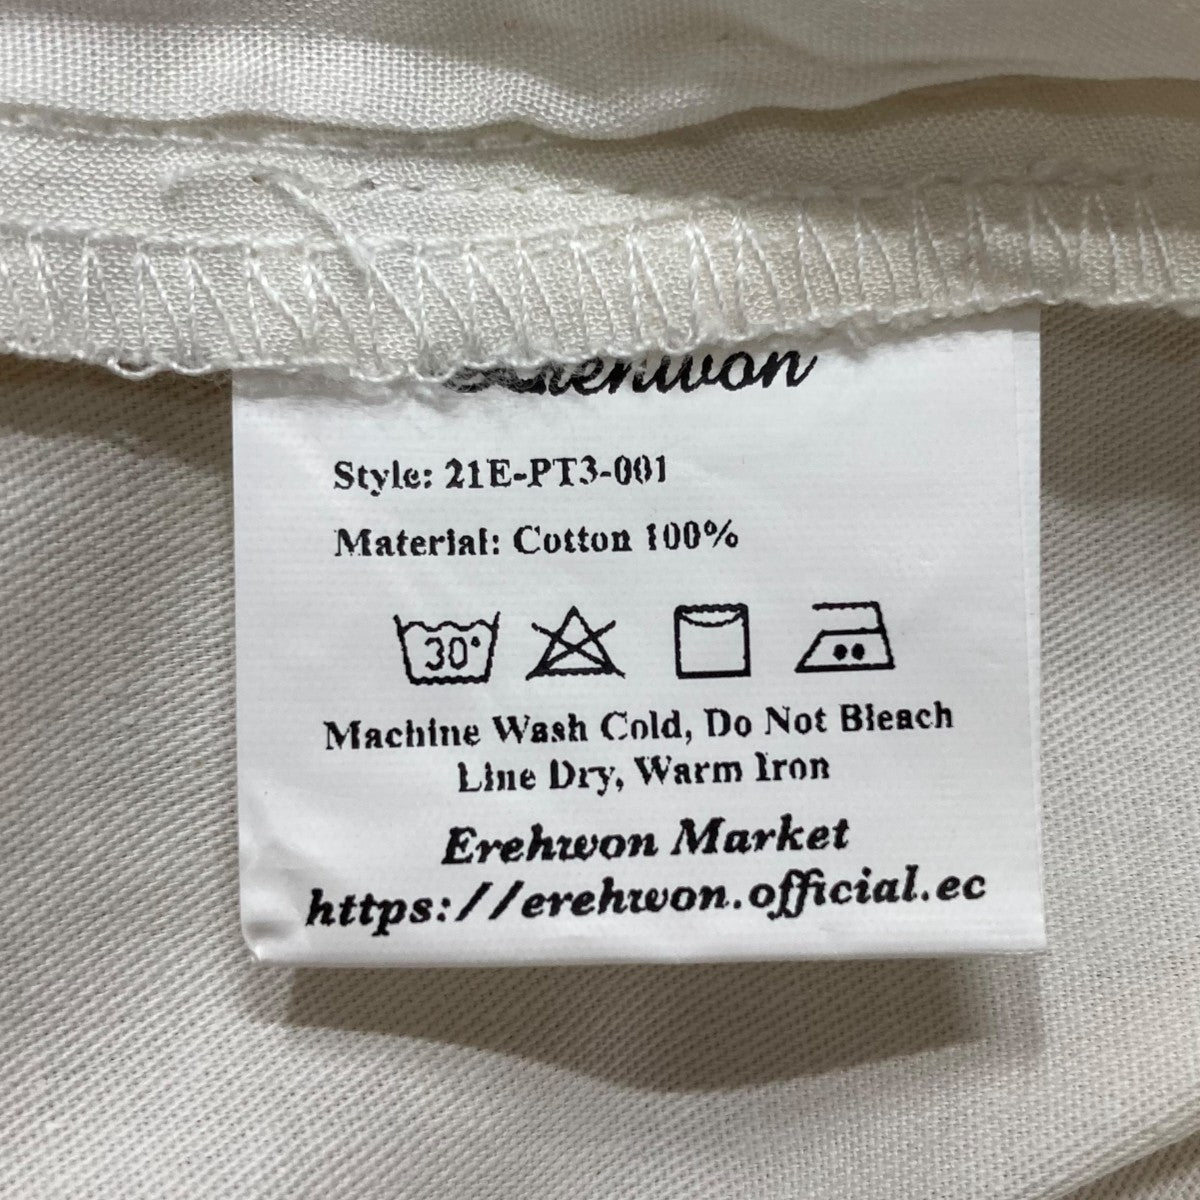 Erehwon
Style: 21E-PT3-001
Material: Cotton 100%
30°
Machine Wash Cold, Do Not Bleach
Line Dry, Warm Iron
Erehwon Market
https://erehwon.official.ec